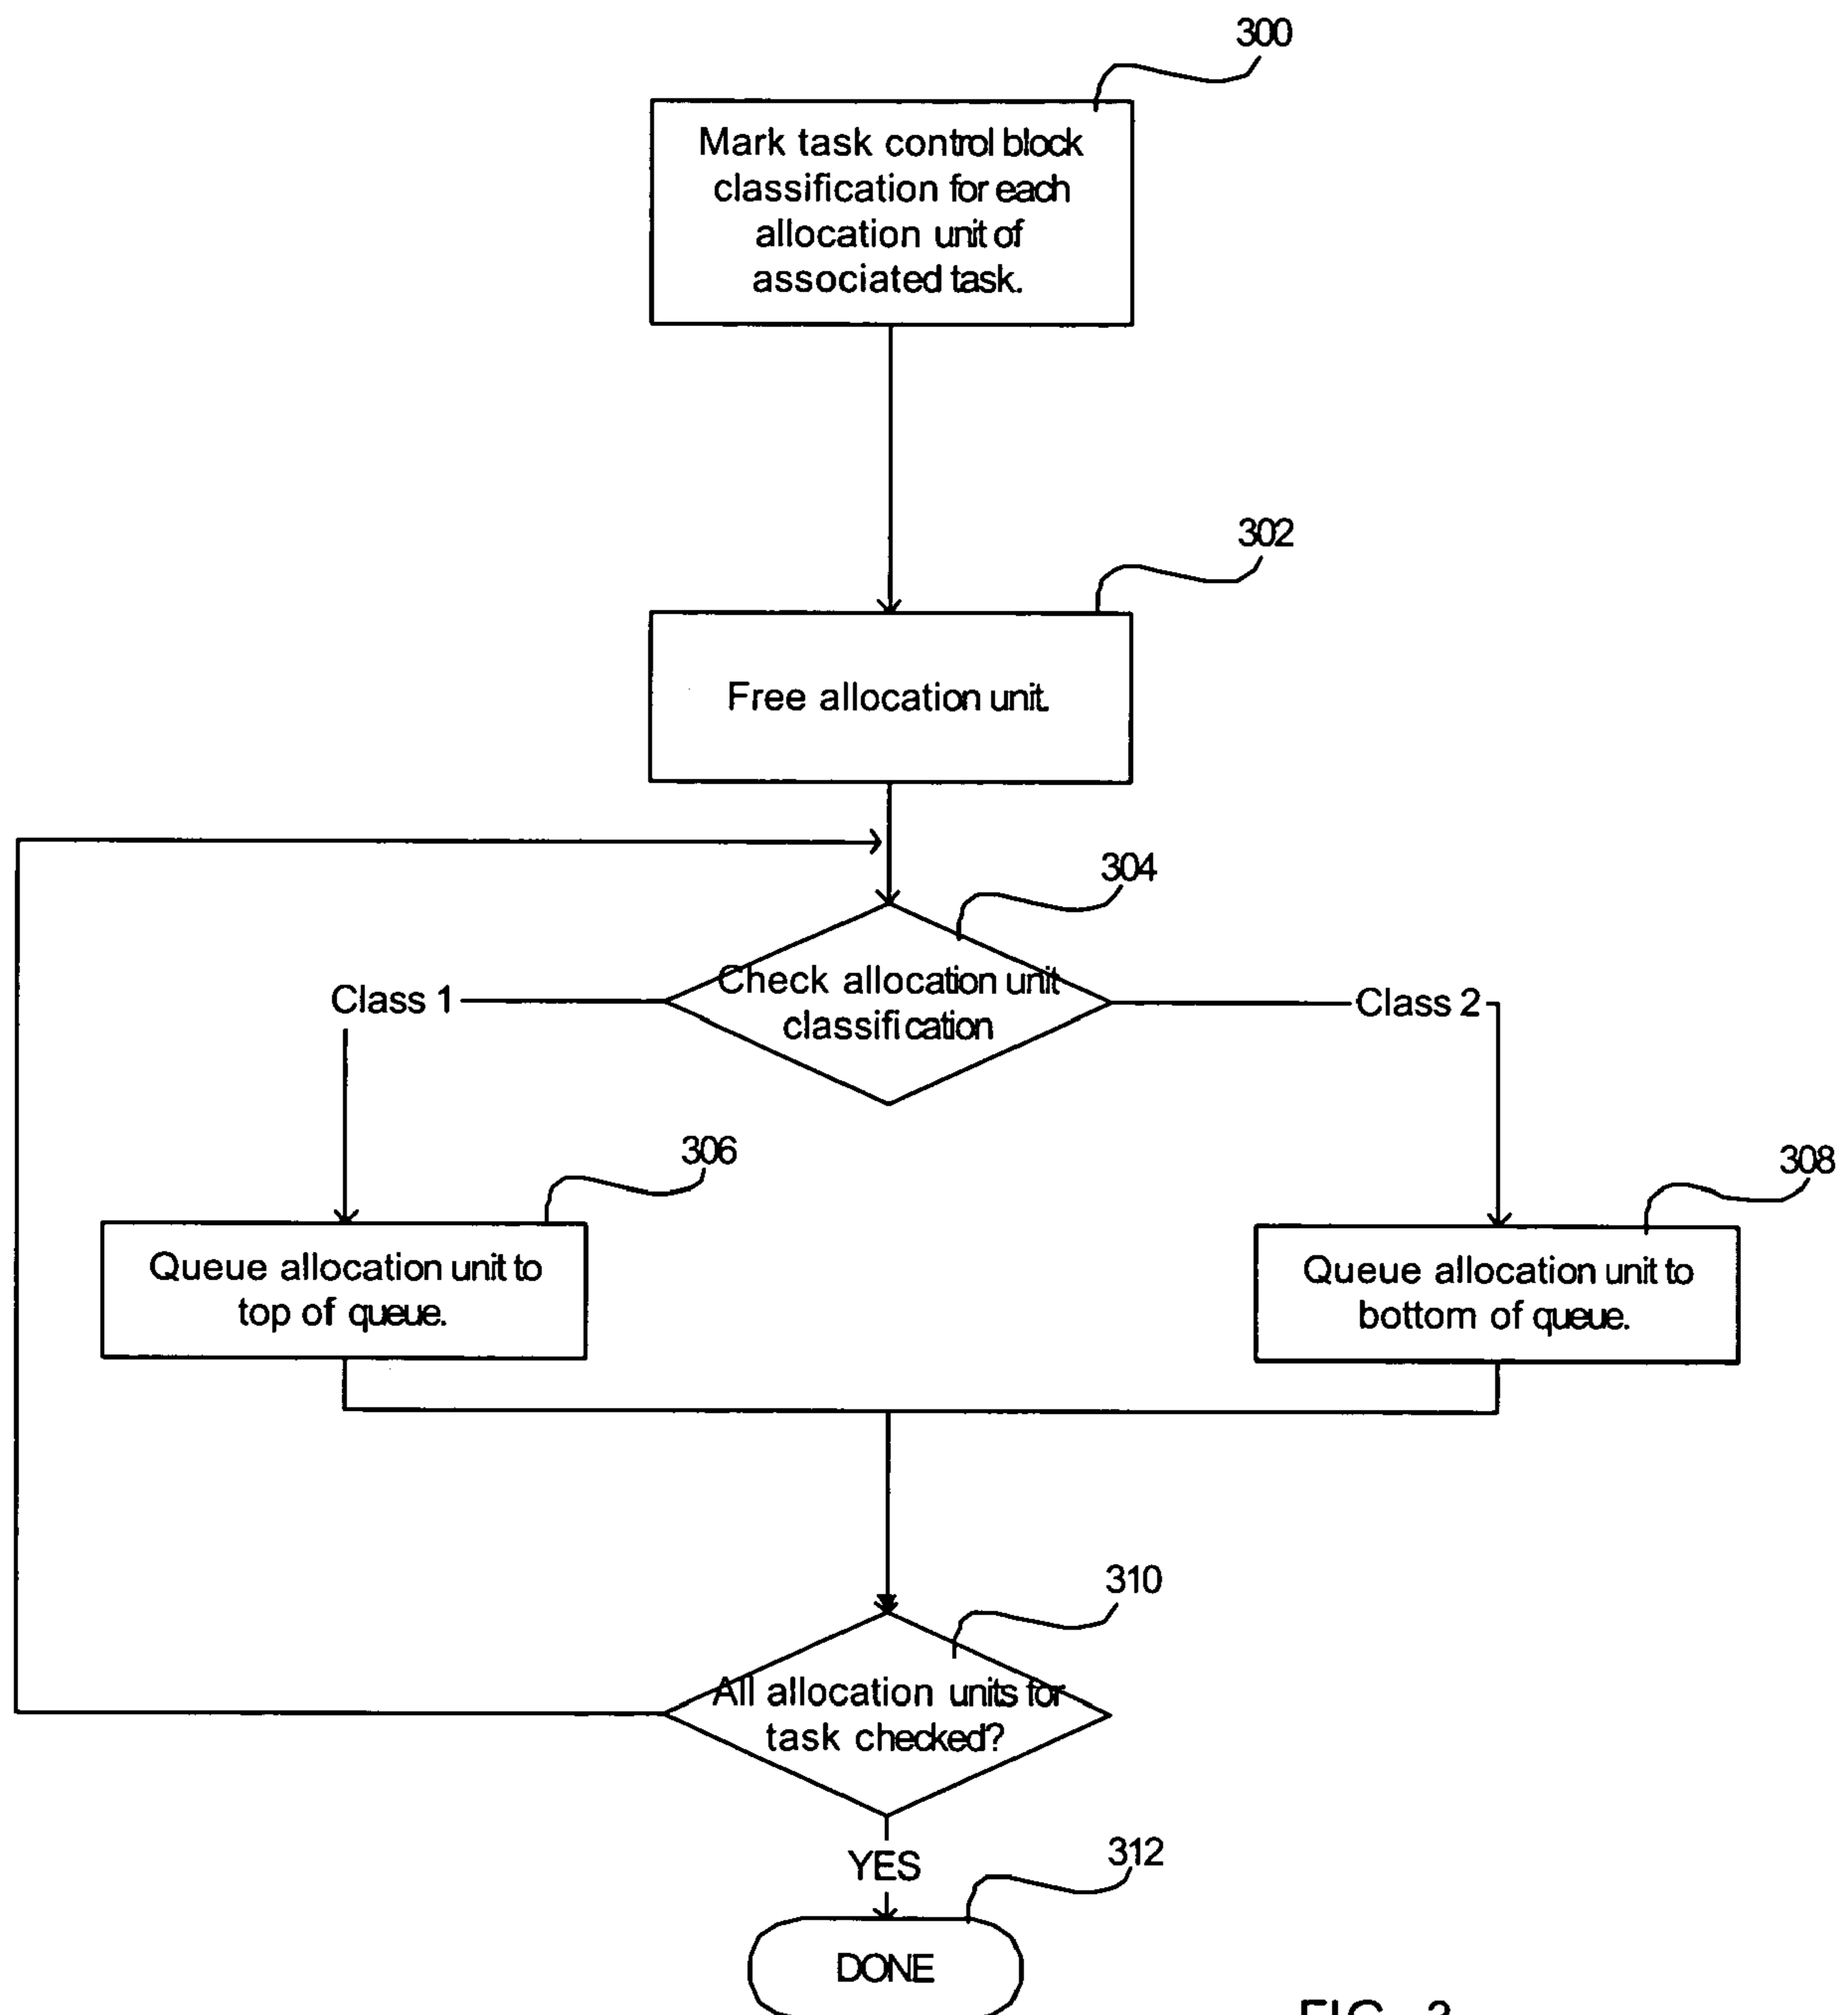 300
Mark task control block
classification for each
allocation unit of
associated task.
302
Free allocation unit.
304
Check allocation unit
classification
Class 1
Class 2
306
308
Queue allocation unit to
top of queue.
Queue allocation unit to
bottom of queue.
310
All allocation units for
task checked?
YES
312
DONE
FIG. 3